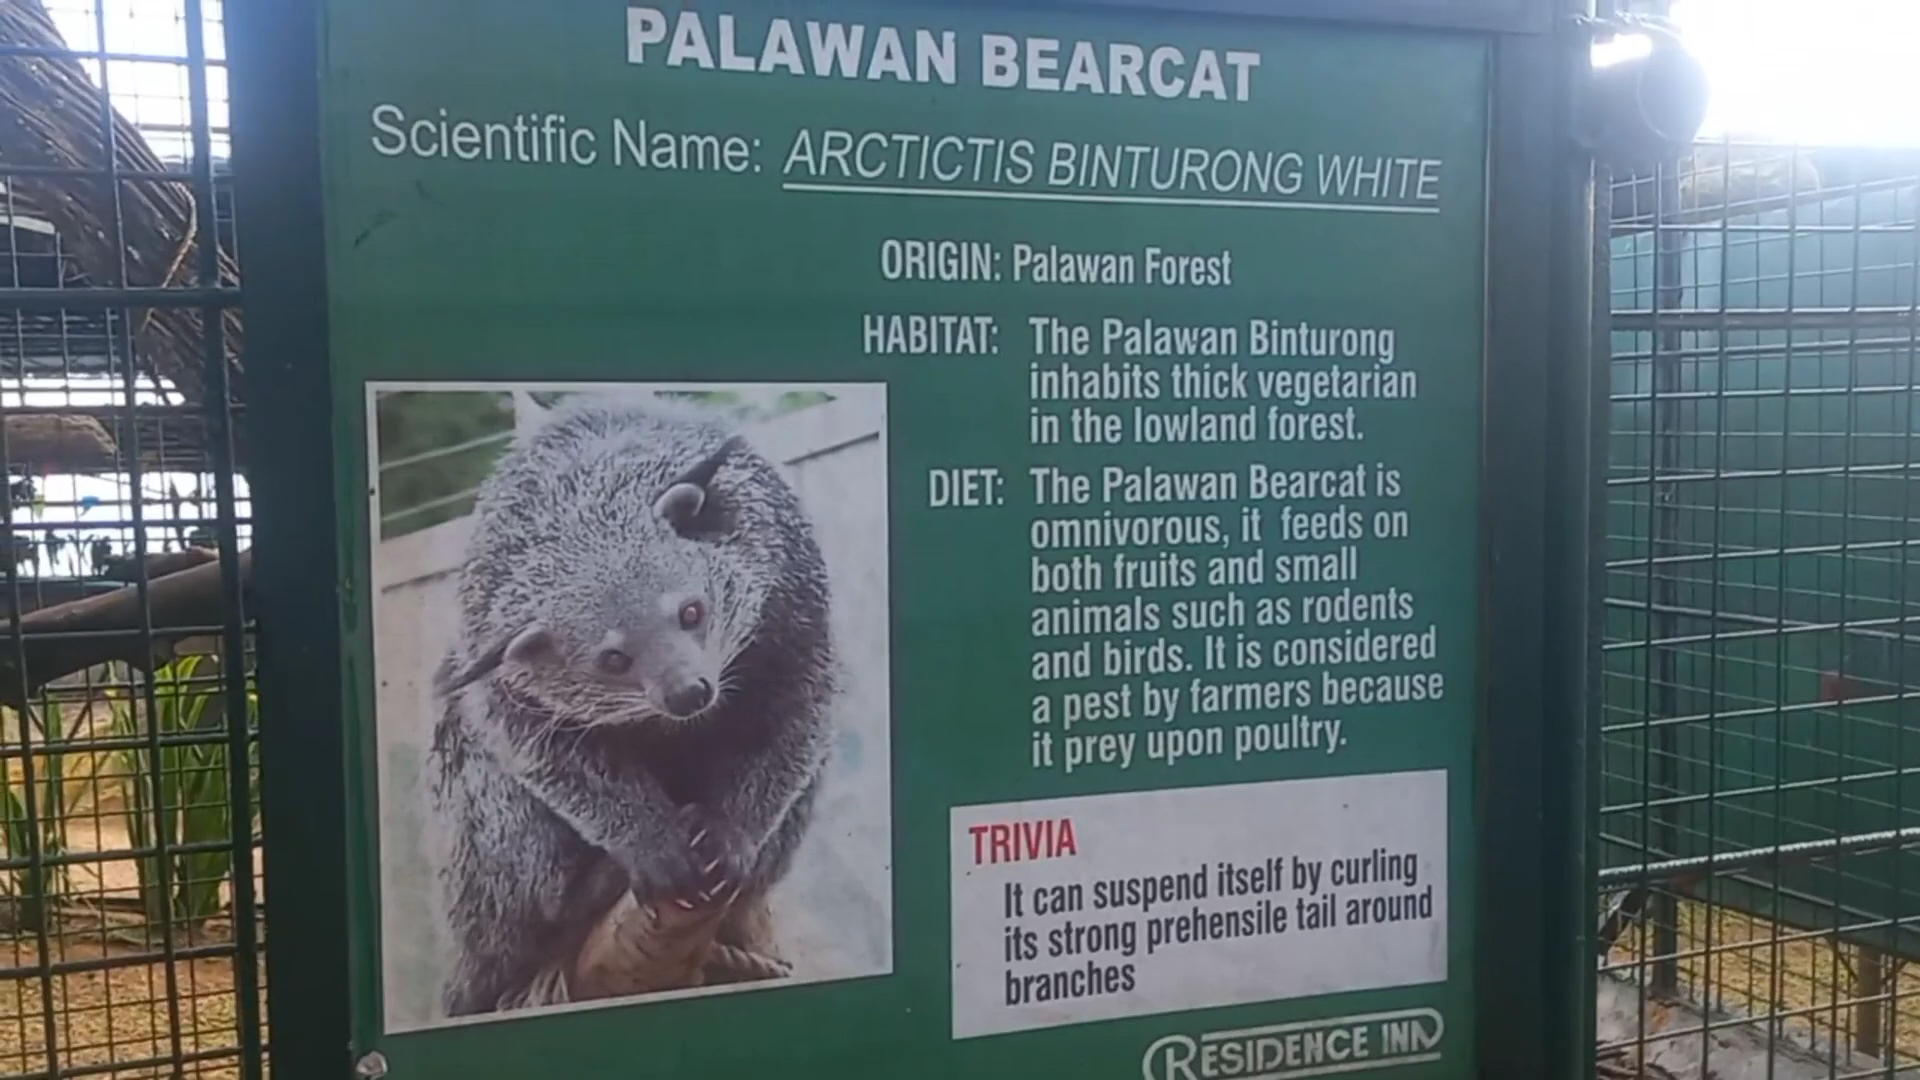 PALAWAN BEARCAT
Scientific Name: ARCTICTIS BINTURONG WHITE
ORIGIN: Palawan Forest
HABITAT: The Palawan Binturong
inhabits thick vegetarian
in the lowland forest.
DIET: The Palawan Bearcat is
omnivorous, it feeds on
both fruits and small
animals such as rodents
and birds. It is considered
a pest by farmers because
it prey upon poultry.
TRIVIA
It can suspend itself by curling
its strong prehensile tail around
branches
RESIDENCE INN